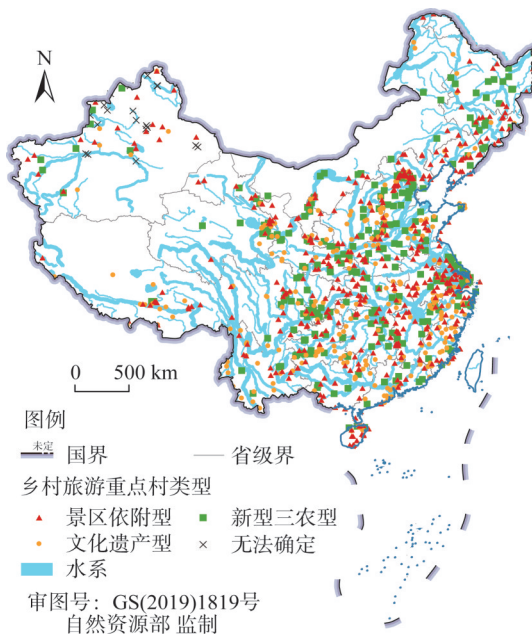 N
0 500 km
图例
未定 国界 省级界
乡村旅游重点村类型
景区依附型 新型三农型
文化遗产型 无法确定
水系
审图号：GS(2019)1819号
自然资源部 监制